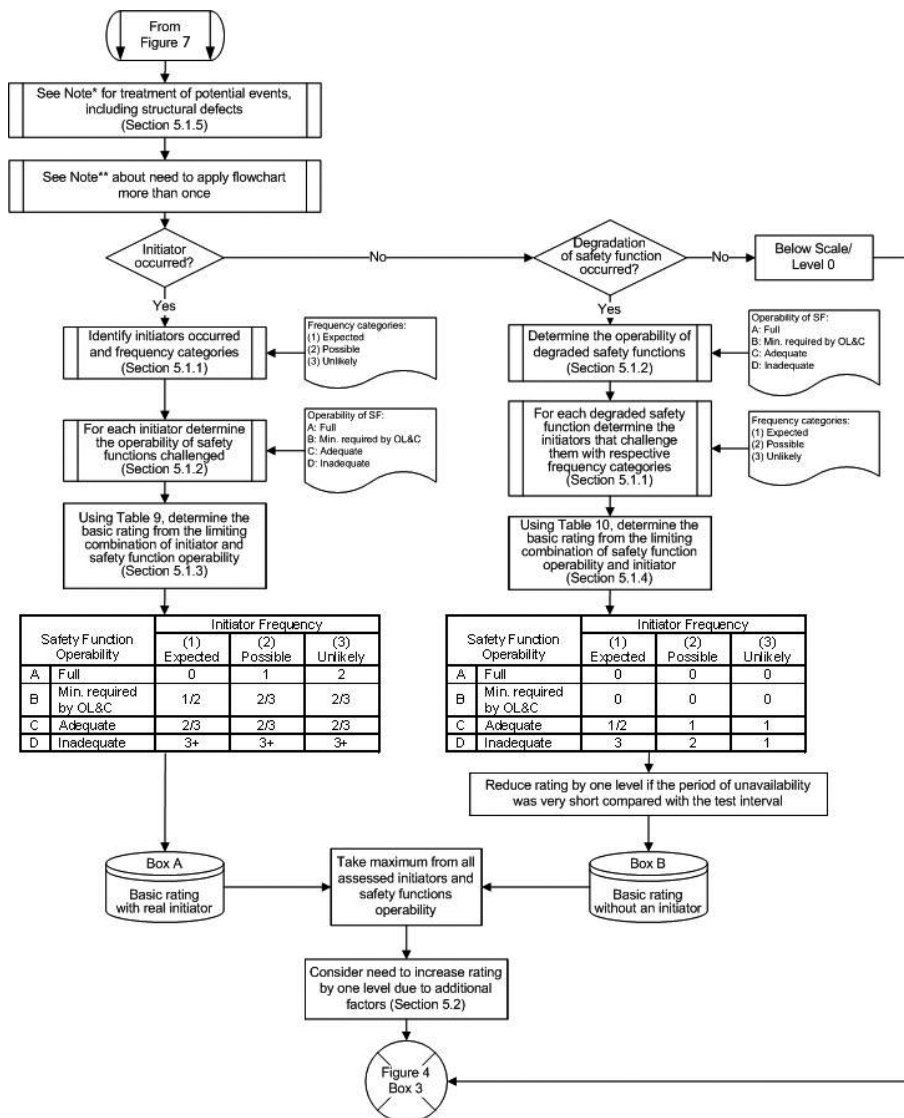 From
Figure 7
See Note* for treatment of potential events,
including structural defects
(Section 5.1.5)
See Note** about need to apply flowchart
more than once
Initiator
occurred?
No
Degradation
of safety function
occurred?
No
Below Scale/
Level 0
Yes
Yes
Identify initiators occurred
and frequency categories
(Section 5.1.1)
Frequency categories:
(1) Expected
(2) Possible
(3) Unlikely
Determine the operability of
degraded safety functions
(Section 5.1.2)
Operability of SF:
A: Full
B: Min. required by OL&C
C: Adequate
D: Inadequate
For each initiator determine
the operability of safety
functions challenged
(Section 5.1.2)
Operability of SF:
A: Full
B: Min. required by OL&C
C: Adequate
D: Inadequate
For each degraded safety
function determine the
initiators that challenge
them with respective
frequency categories
(Section 5.1.1)
Frequency categories:
(1) Expected
(2) Possible
(3) Unlikely
Using Table 9, determine the
basic rating from the limiting
combination of initiator and
safety function operability
(Section 5.1.3)
Using Table 10, determine the
basic rating from the limiting
combination of safety function
operability and initiator
(Section 5.1.4)
Safety Function
Operability
Initiator Frequency
(1)
Expected
(2)
Possible
(3)
Unlikely
A Full 0 1 2
B Min. required
by OL&C 1/2 2/3 2/3
C Adequate 2/3 2/3 2/3
D Inadequate 3+ 3+ 3+
Safety Function
Operability
Initiator Frequency
(1)
Expected
(2)
Possible
(3)
Unlikely
A Full 0 0 0
B Min. required
by OL&C 0 0 0
C Adequate 1/2 1 1
D Inadequate 3 2 1
Reduce rating by one level if the period of unavailability
was very short compared with the test interval
Box A
Basic rating
with real initiator
Take maximum from all
assessed initiators and
safety functions
operability
Box B
Basic rating
without an initiator
Consider need to increase rating
by one level due to additional
factors (Section 5.2)
Figure 4
Box 3